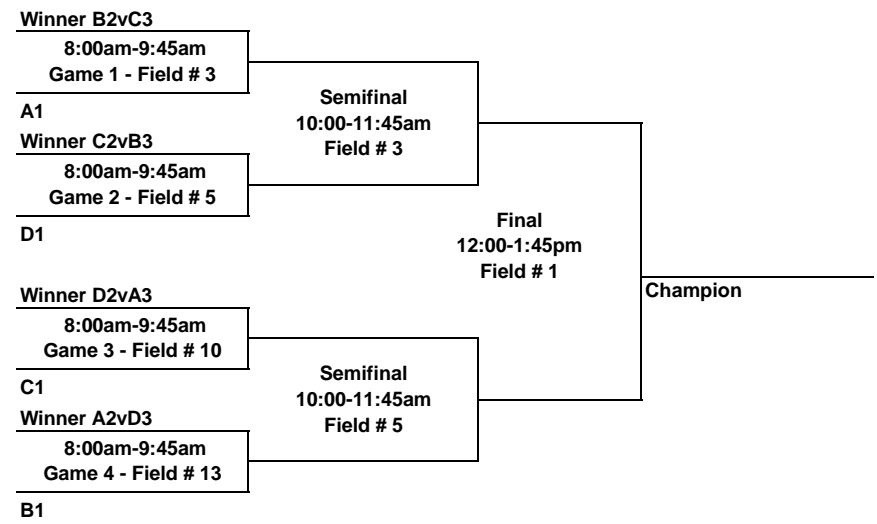 Winner B2vC3
8:00am-9:45am
Game 1 - Field # 3
A1
Winner C2vB3
8:00am-9:45am
Game 2 - Field # 5
D1
Semifinal
10:00-11:45am
Field # 3
Final
12:00-1:45pm
Field # 1
Champion
Winner D2vA3
8:00am-9:45am
Game 3 - Field # 10
C1
Winner A2vD3
8:00am-9:45am
Game 4 - Field # 13
B1
Semifinal
10:00-11:45am
Field # 5